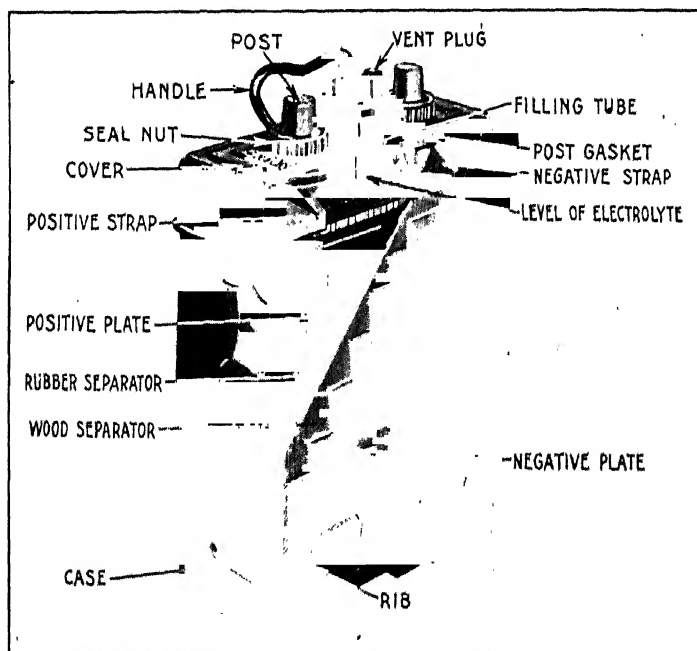 POST
VENT PLUG
HANDLE
FILLING TUBE
SEAL NUT
POST GASKET
COVER
NEGATIVE STRAP
POSITIVE STRAP
LEVEL OF ELECTROLYTE
POSITIVE PLATE
RUBBER SEPARATOR
WOOD SEPARATOR
NEGATIVE PLATE
CASE
RIB